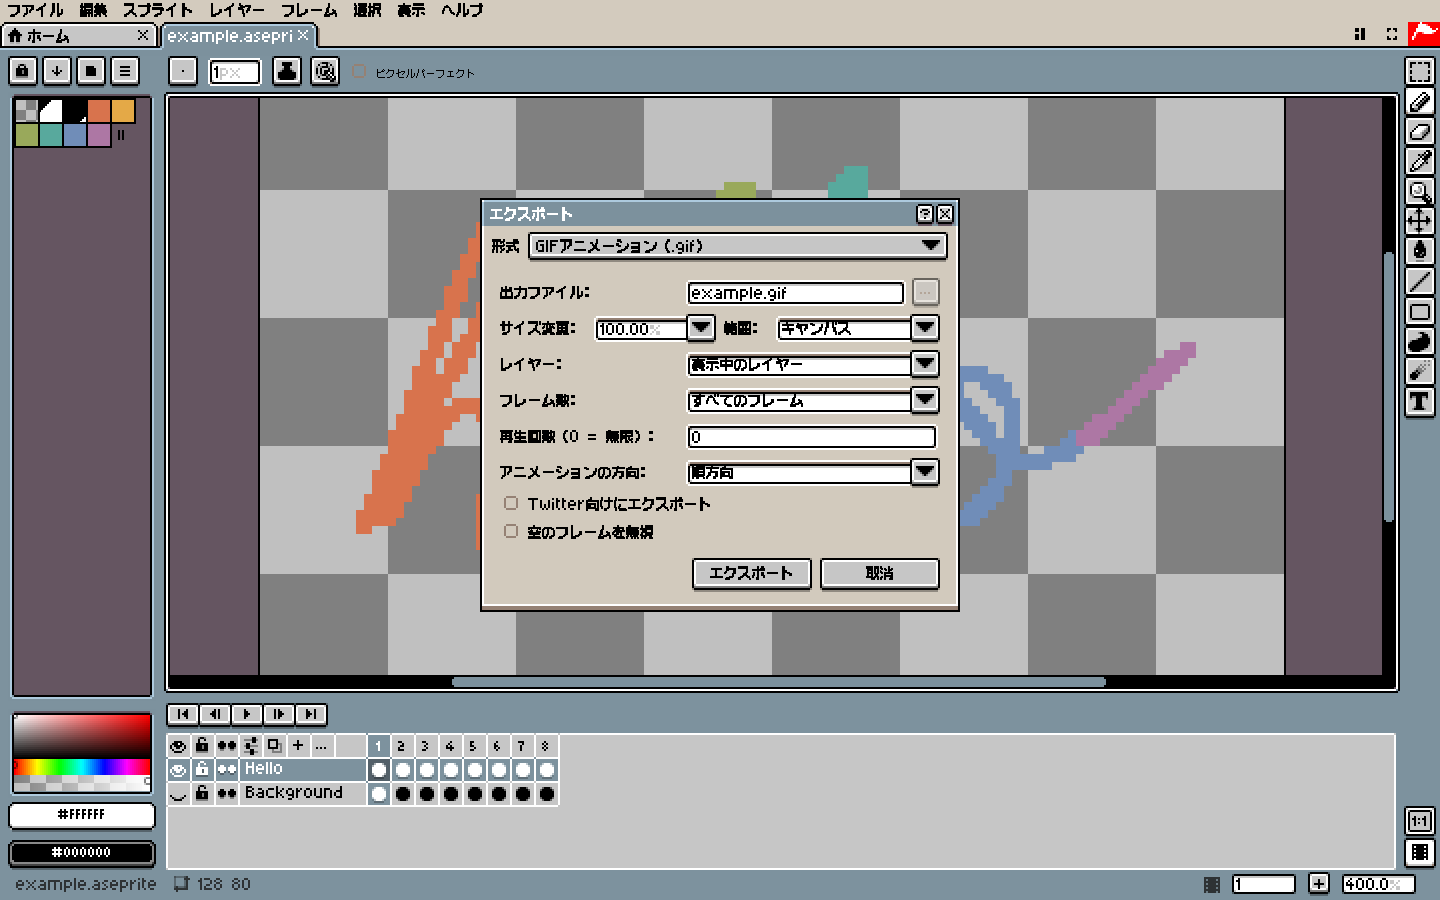 ファイル 編集 スプライト レイヤー フレーム 選択 表示 ヘルプ
ホーム
example.asepri
1px
ピクセルパーフェクト
エクスポート
形式 GIFアニメーション (.gif)
出力ファイル: example.gif ...
サイズ変更: 100.00% 範囲: キャンバス
レイヤー: 表示中のレイヤー
フレーム数: すべてのフレーム
再生回数 (0 = 無限) : 0
アニメーションの方向: 順方向
Twitter向けにエクスポート
空のフレームを無視
エクスポート 取消
1 2 3 4 5 6 7 8
Hello
Background
#FFFFFF
#000000
1:1
example.aseprite 128 80
1 + 400.0%